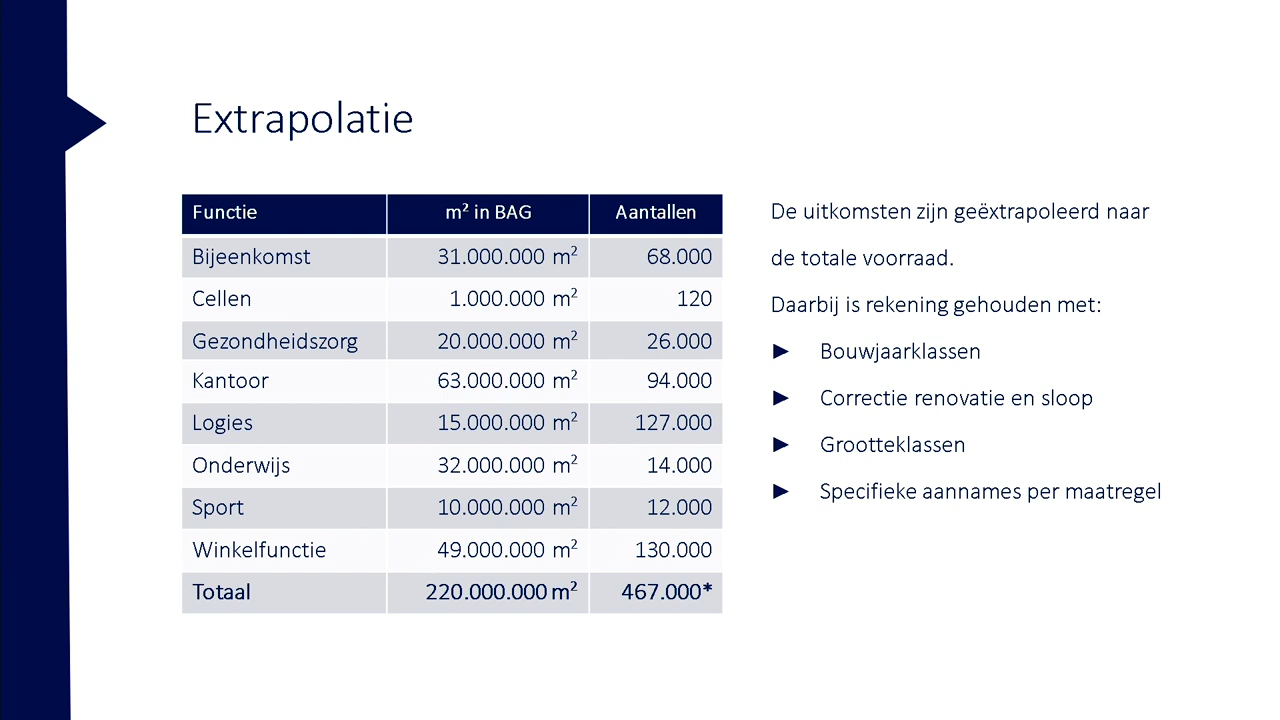 Extrapolatie
Functie m² in BAG Aantallen
Bijeenkomst 31.000.000 m² 68.000
Cellen 1.000.000 m² 120
Gezondheidszorg 20.000.000 m² 26.000
Kantoor 63.000.000 m² 94.000
Logies 15.000.000 m² 127.000
Onderwijs 32.000.000 m² 14.000
Sport 10.000.000 m² 12.000
Winkelfunctie 49.000.000 m² 130.000
Totaal 220.000.000 m² 467.000*
De uitkomsten zijn geëxtrapoleerd naar
de totale voorraad.
Daarbij is rekening gehouden met:
► Bouwjaarklassen
► Correctie renovatie en sloop
► Grootteklassen
► Specifieke aannames per maatregel